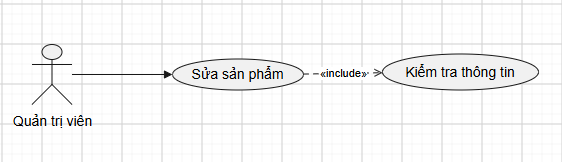 Sửa sản phẩm
«include»
Kiểm tra thông tin
Quản trị viên